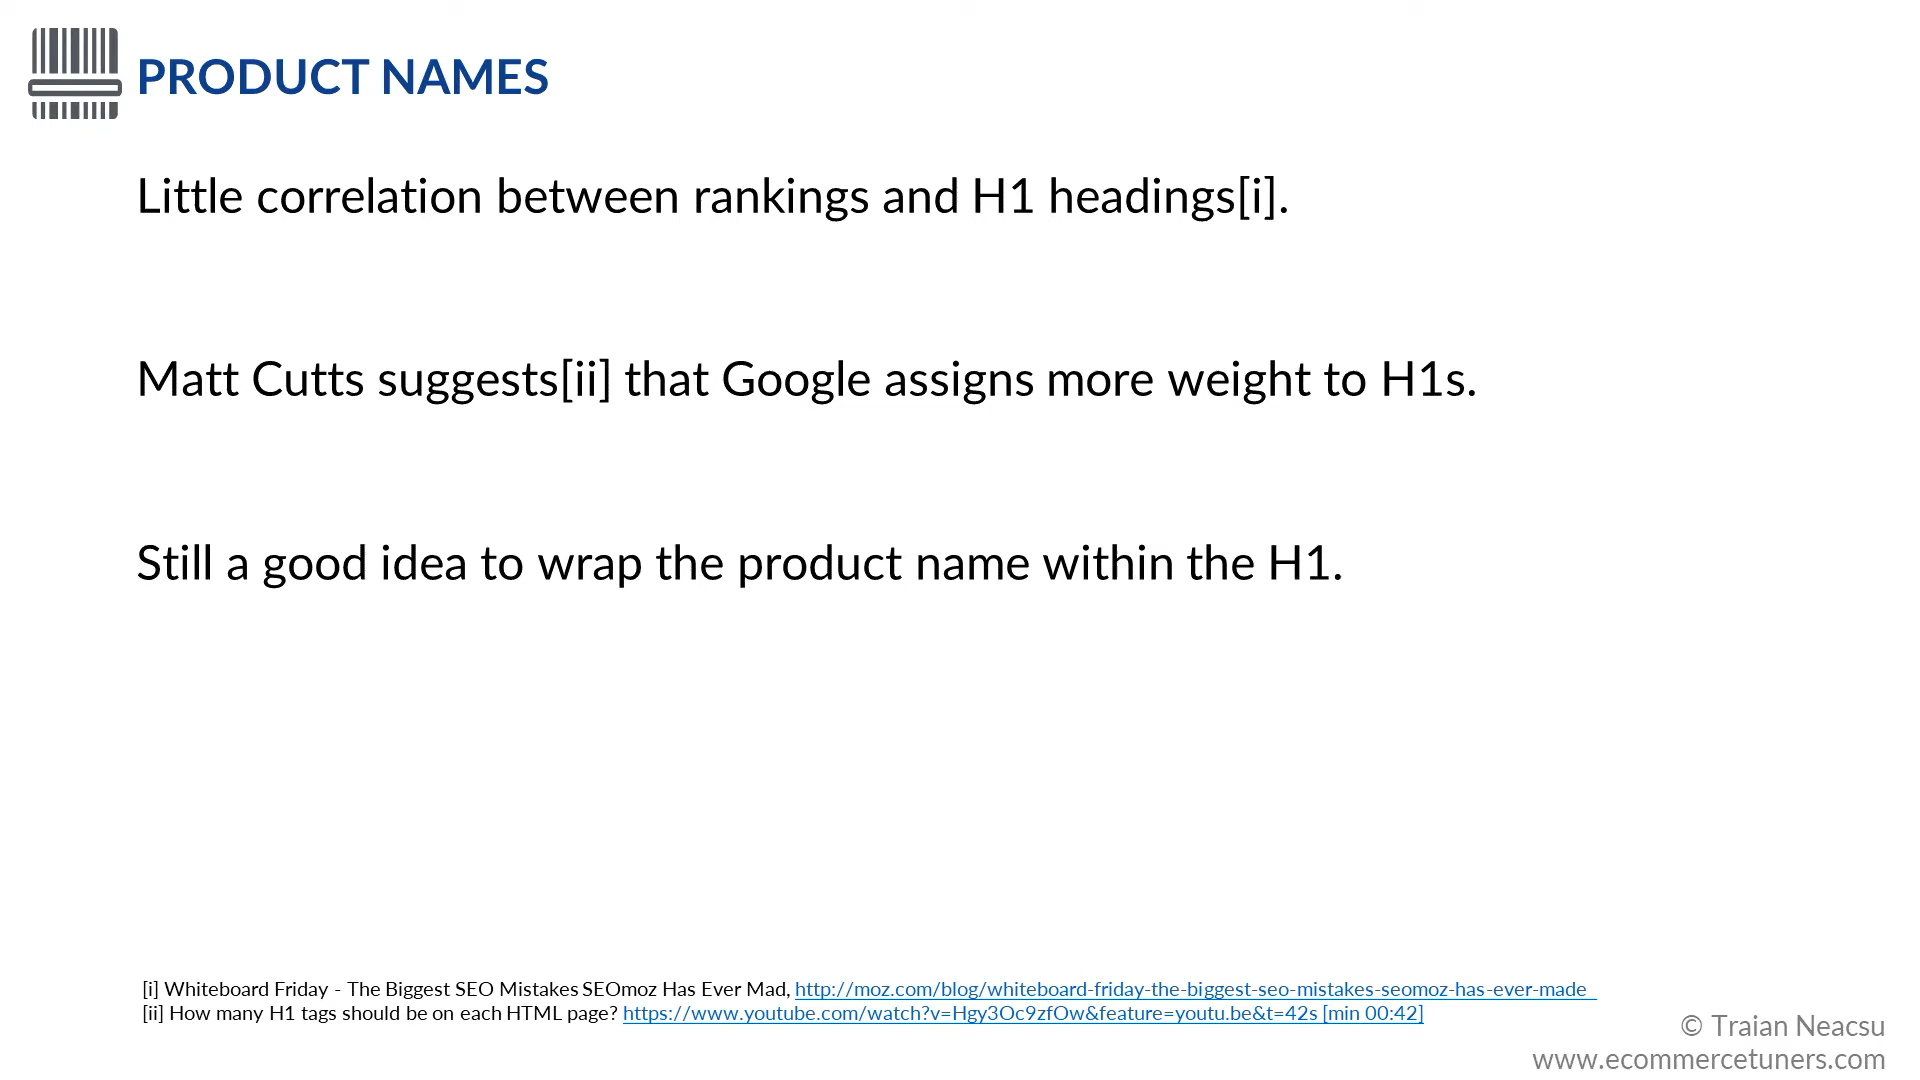 PRODUCT NAMES
Little correlation between rankings and H1 headings[i].
Matt Cutts suggests[ii] that Google assigns more weight to H1s.
Still a good idea to wrap the product name within the H1.
[i] Whiteboard Friday - The Biggest SEO Mistakes SEOmoz Has Ever Mad, http://moz.com/blog/whiteboard-friday-the-biggest-seo-mistakes-seomoz-has-ever-made
[ii] How many H1 tags should be on each HTML page? https://www.youtube.com/watch?v=Hgy3Oc9zfOw&feature=youtu.be&t=42s [min 00:42]
© Traian Neacsu
www.ecommercetuners.com